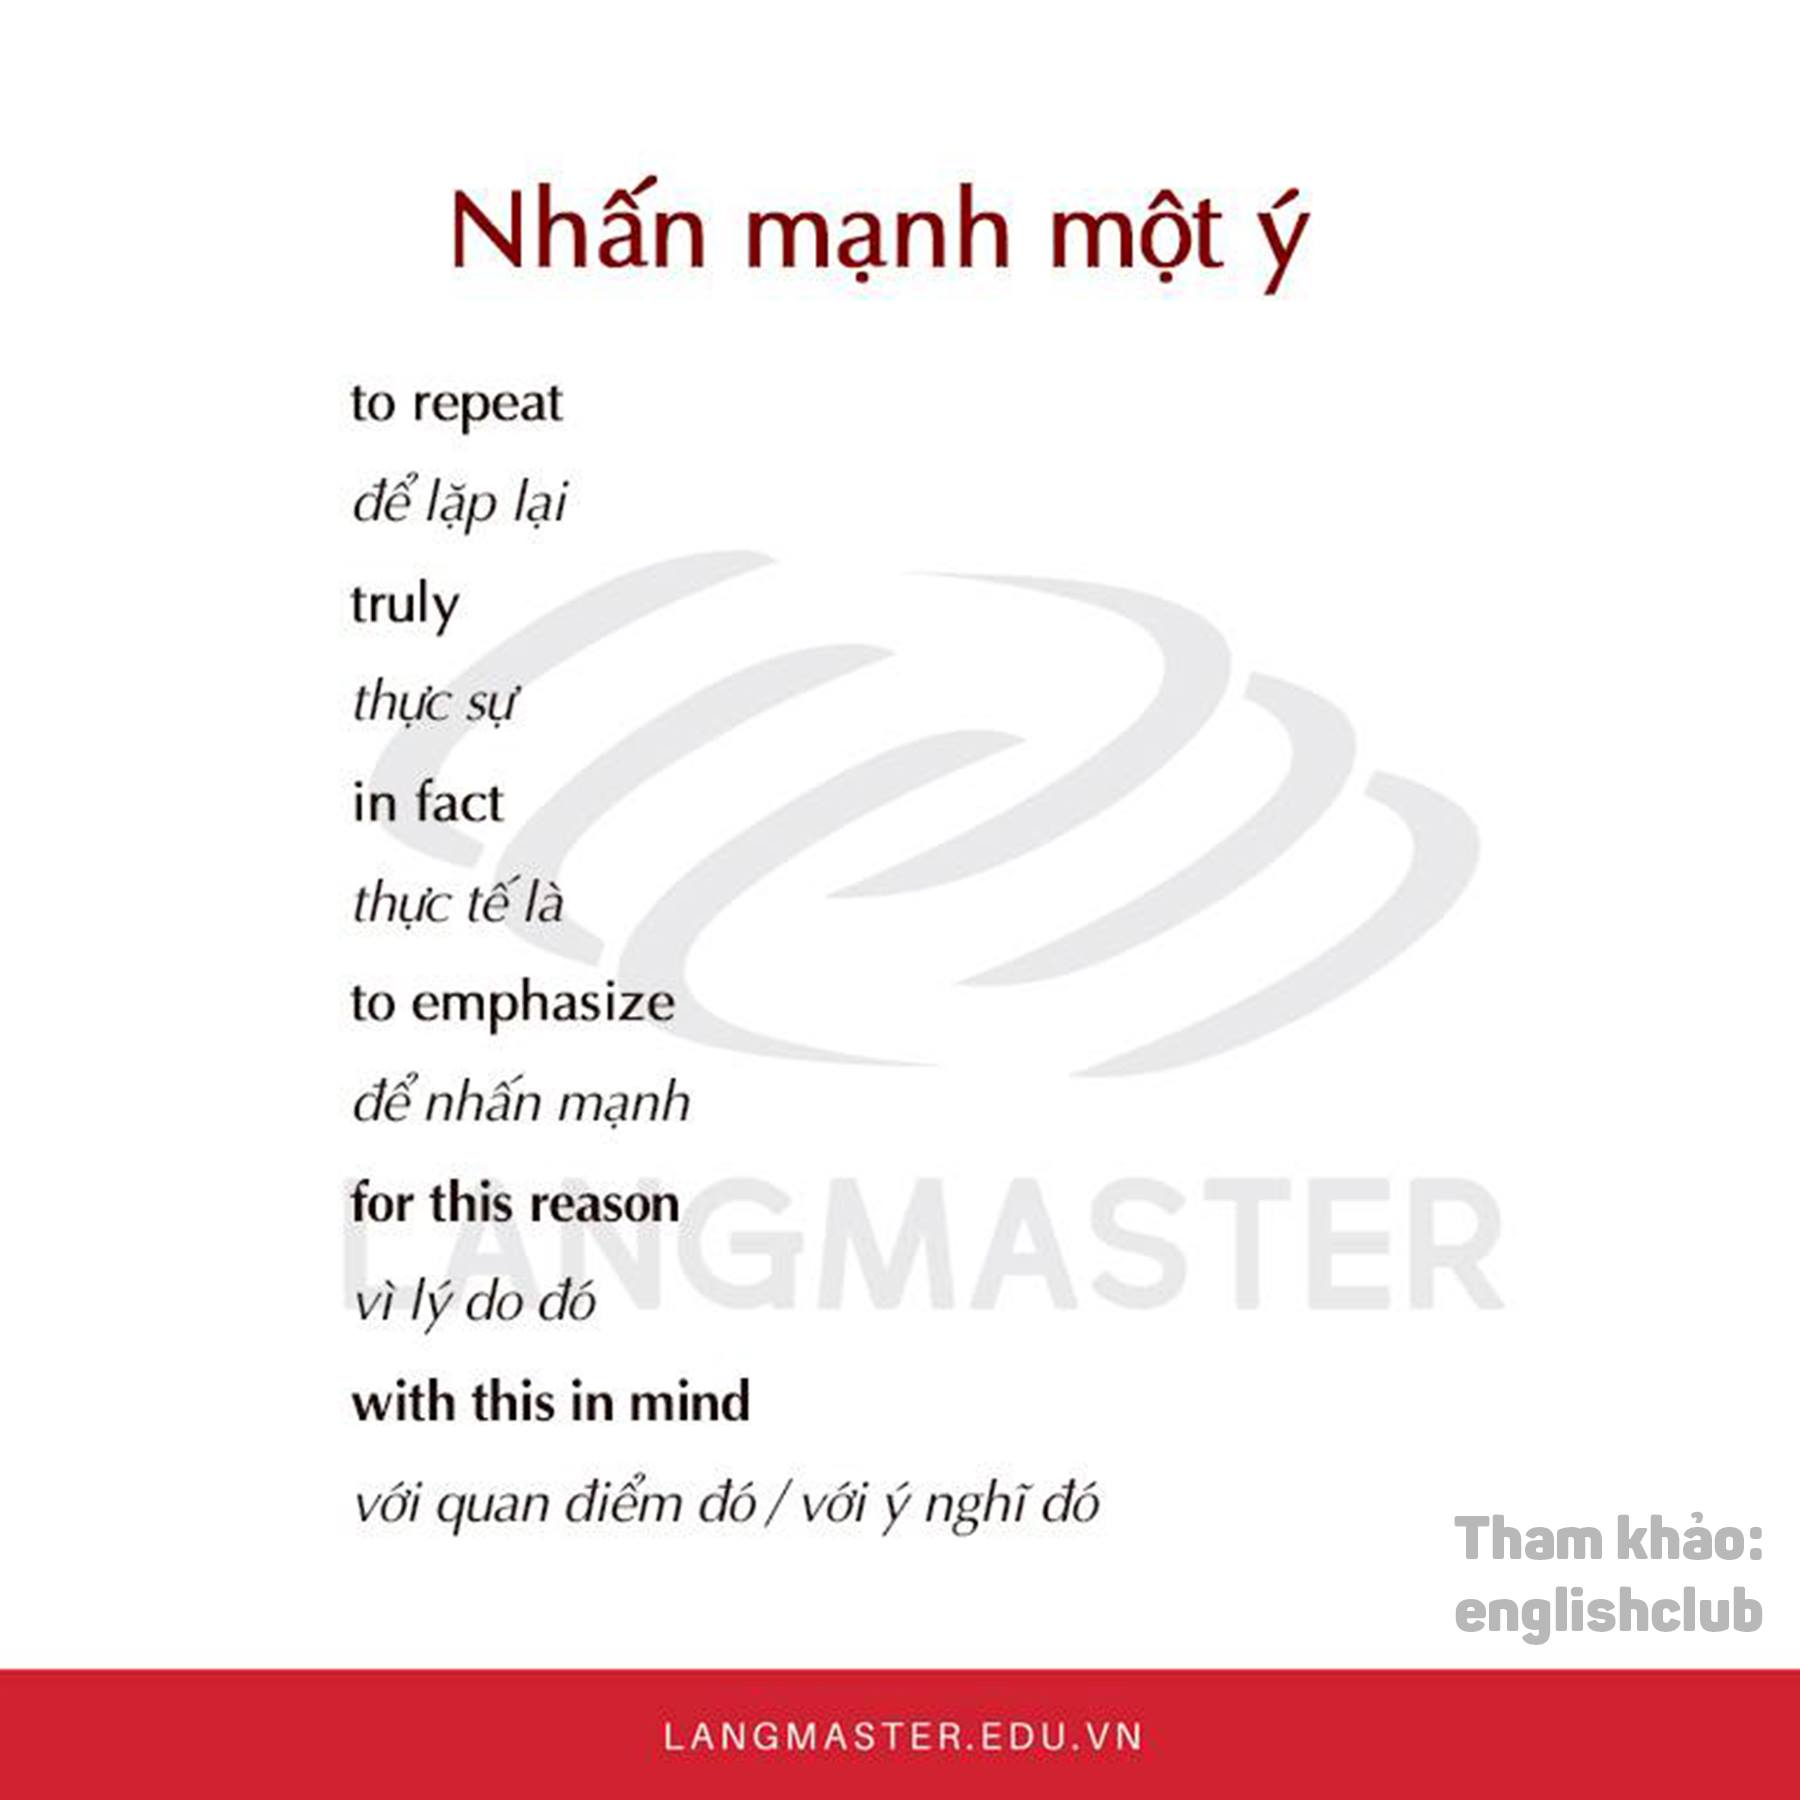 Nhấn mạnh một ý
to repeat
để lặp lại
truly
thực sự
in fact
thực tế là
to emphasize
để nhấn mạnh
for this reason
vì lý do đó
with this in mind
với quan điểm đó / với ý nghĩ đó
LANGMASTER
Tham khảo:
englishclub
LANGMASTER.EDU.VN